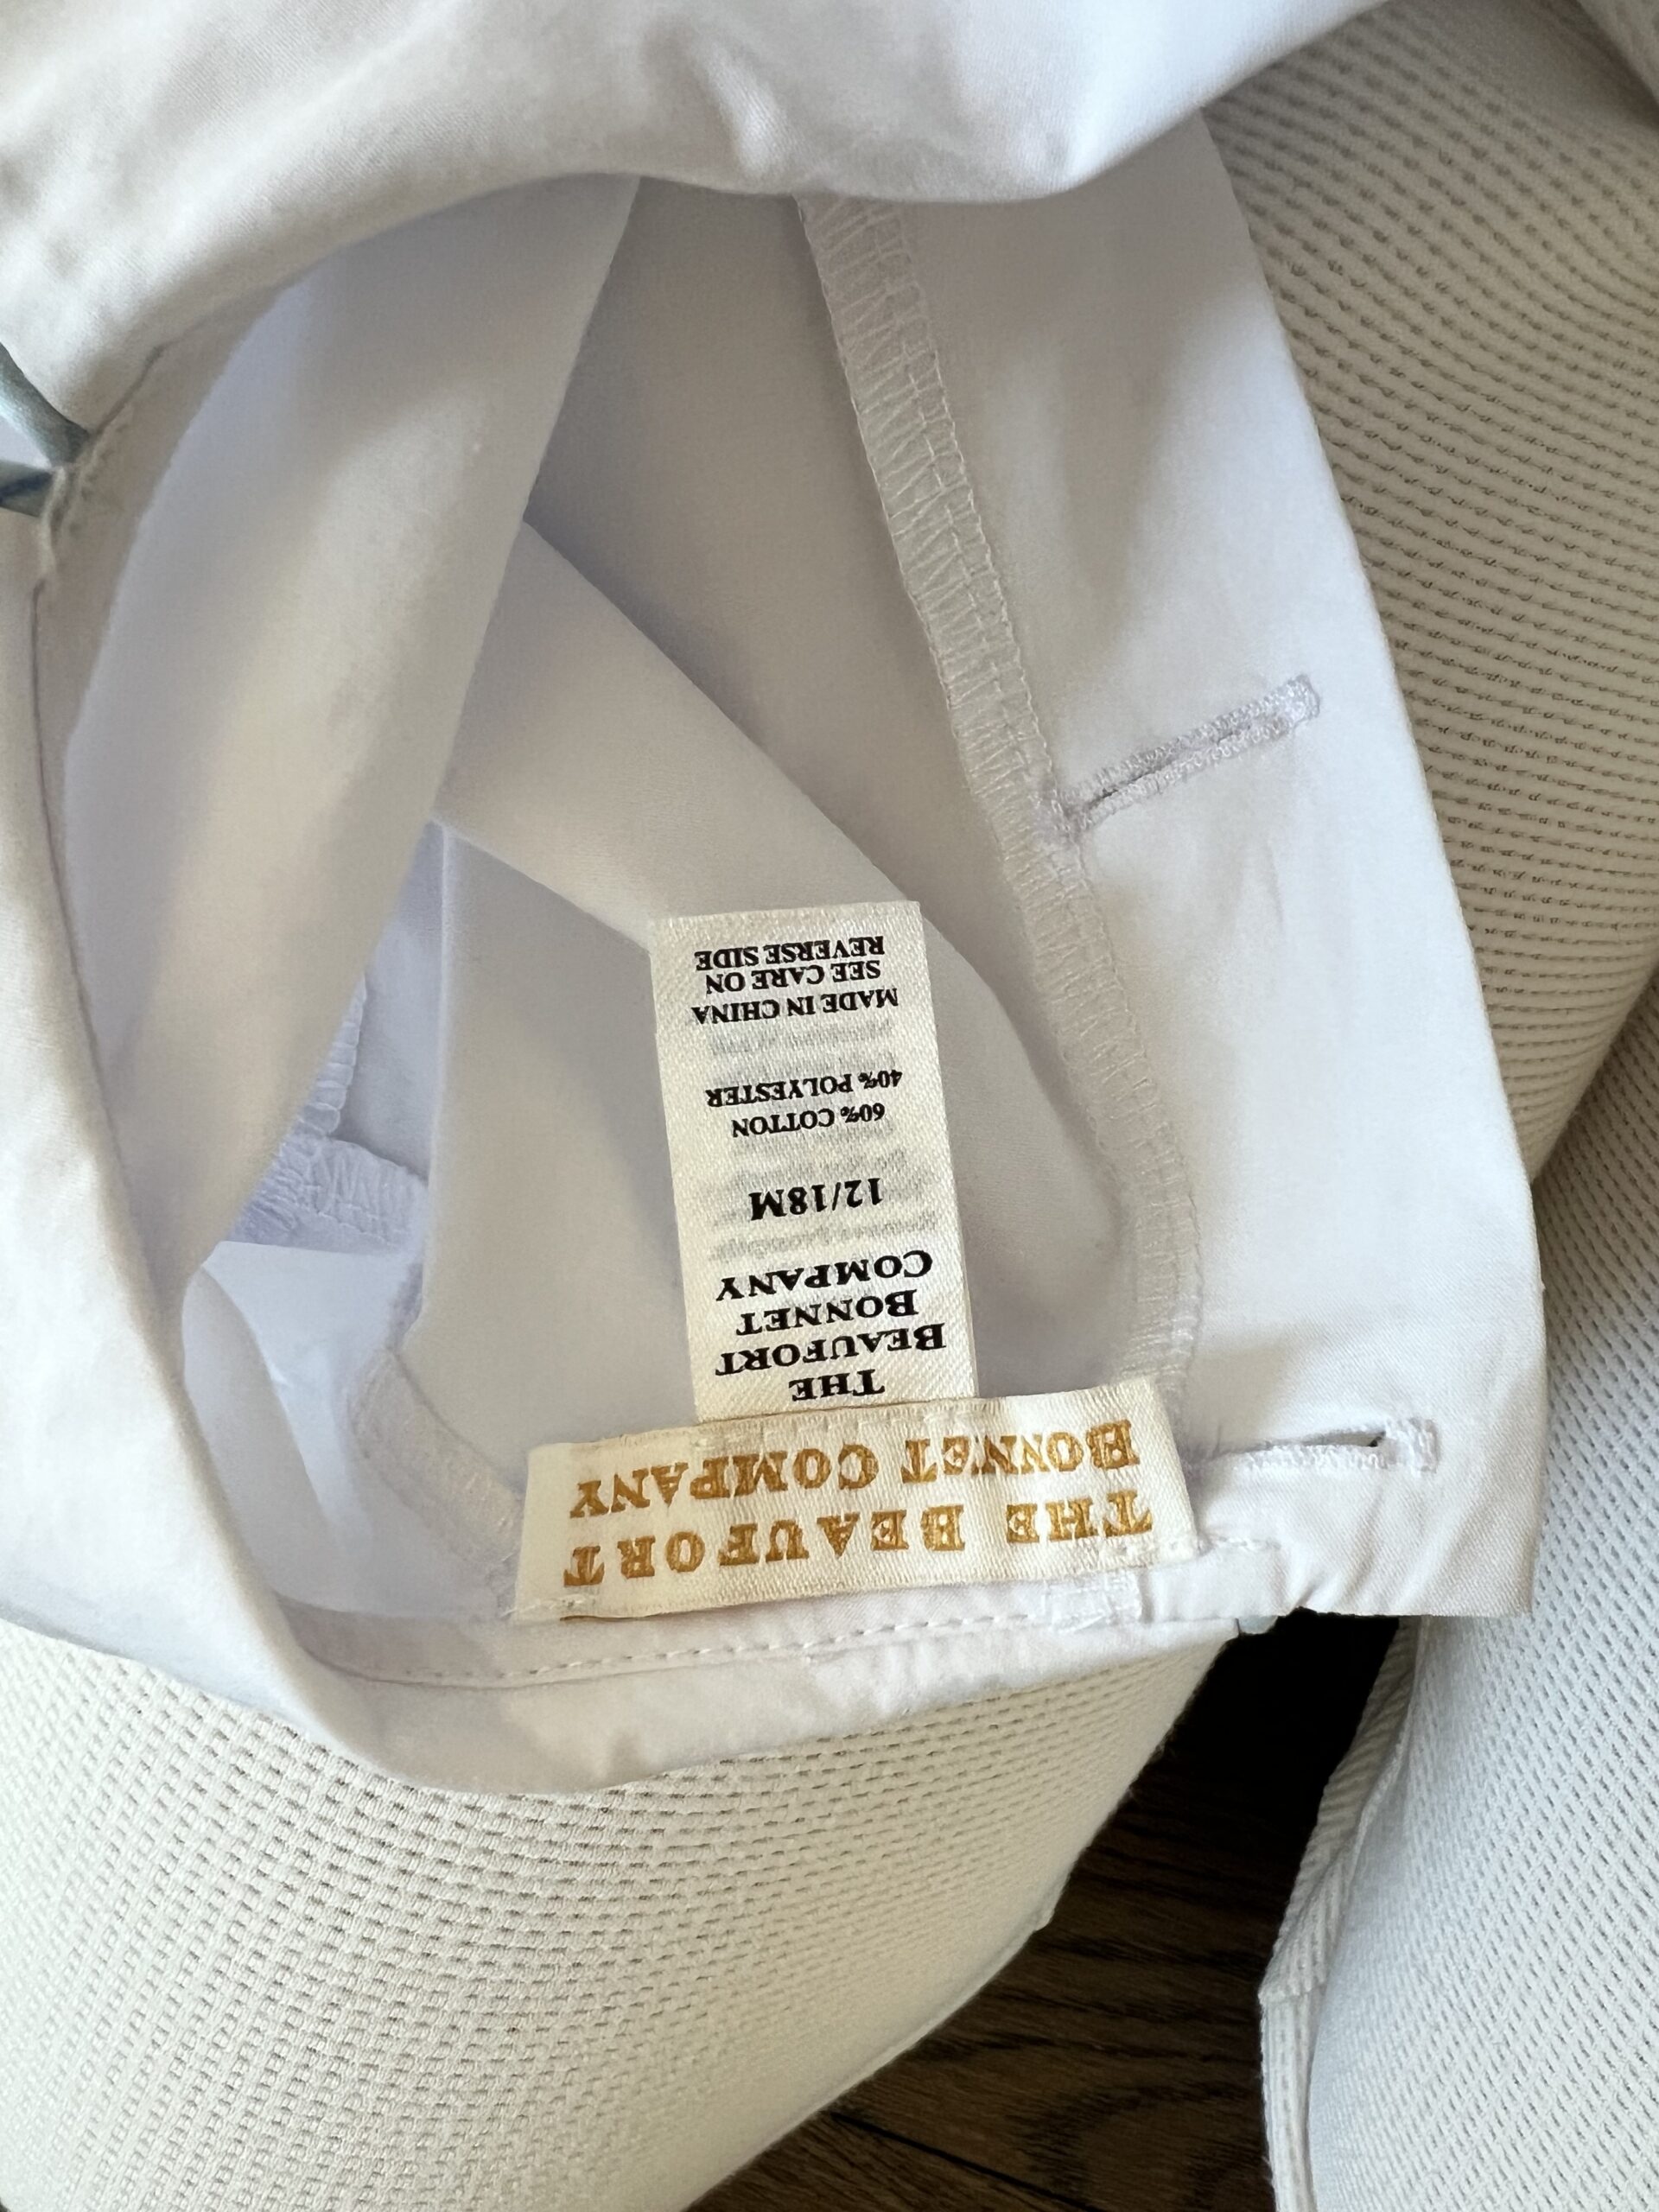 THE BEAUFORT
BONNET COMPANY
THE
BEAUFORT
BONNET
COMPANY
12/18M
60% COTTON
40% POLYESTER
MADE IN CHINA
SEE CARE ON
REVERSE SIDE